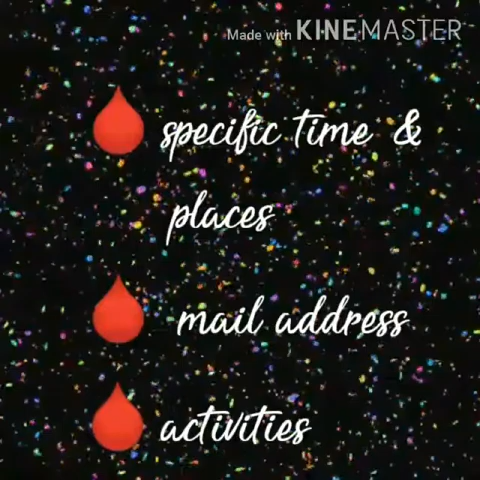 Made with KINEMASTER
specific time &
places
mail address
activities